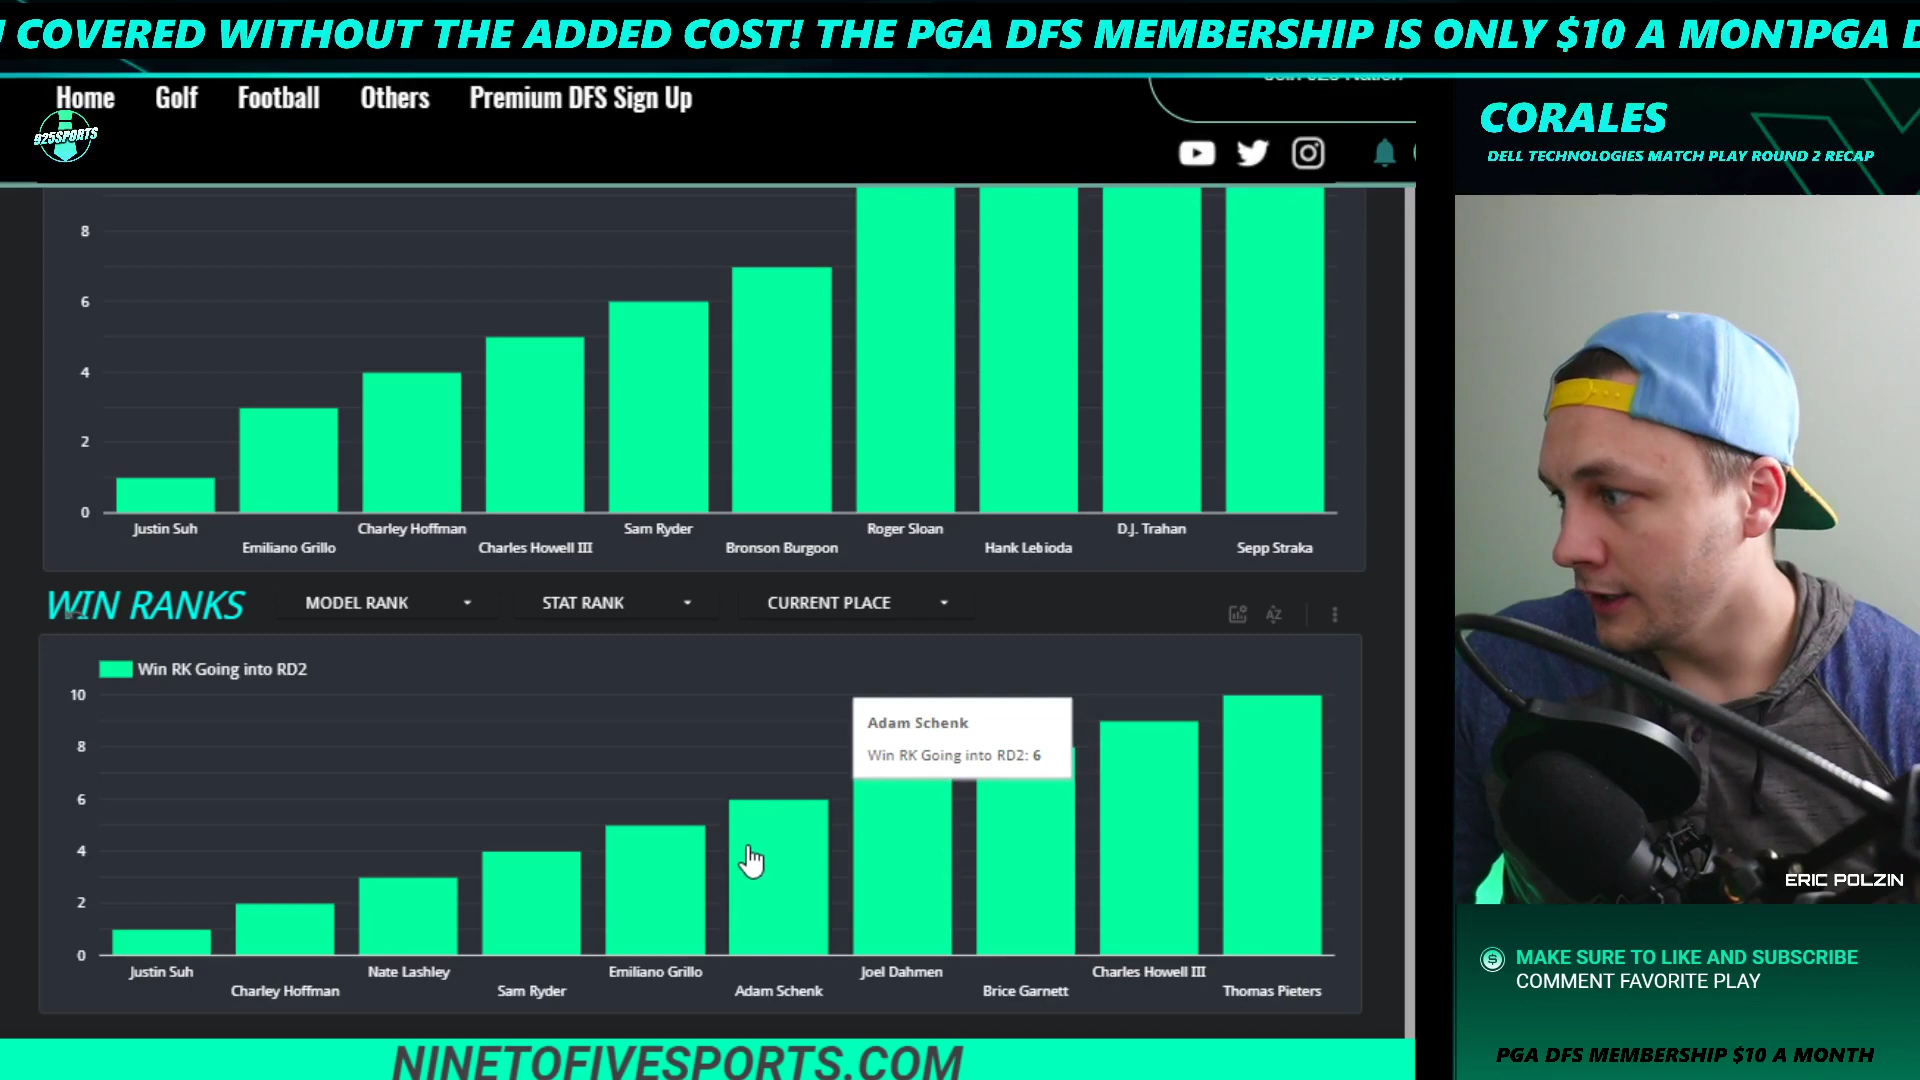 COVERED WITHOUT THE ADDED COST! THE PGA DFS MEMBERSHIP IS ONLY $10 A MONTPGA
Home Golf Football Others Premium DFS Sign Up
925SPORTS
CORALES
DELL TECHNOLOGIES MATCH PLAY ROUND 2 RECAP
8
6
4
2
0
Justin Suh
Emiliano Grillo
Charley Hoffman
Charles Howell III
Sam Ryder
Bronson Burgoon
Roger Sloan
Hank Lebioda
D.J. Trahan
Sepp Straka
WIN RANKS MODEL RANK STAT RANK CURRENT PLACE
AZ
Win RK Going into RD2
10
8
6
4
2
0
Adam Schenk
Win RK Going into RD2: 6
Justin Suh
Charley Hoffman
Nate Lashley
Sam Ryder
Emiliano Grillo
Adam Schenk
Joel Dahmen
Brice Garnett
Charles Howell III
Thomas Pieters
ERIC POLZIN
MAKE SURE TO LIKE AND SUBSCRIBE
COMMENT FAVORITE PLAY
PGA DFS MEMBERSHIP $10 A MONTH
NINETOFIVESPORTS.COM